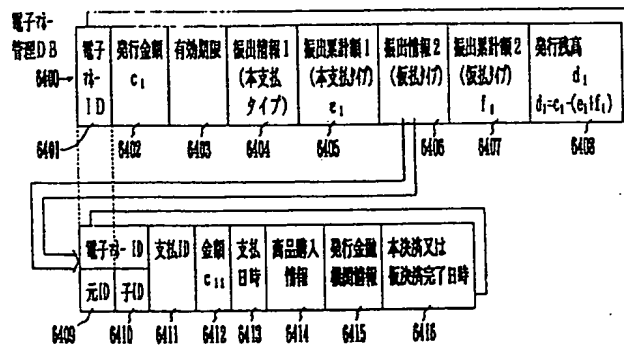 電子マネー
管理DB
6400
電子
マネー
ID
発行金額
c₁
有効期限
振出情報1
(本支払
タイプ)
振出累計額1
(本支払タイプ)
e₁
振出情報2
(仮払タイプ)
振出累計額2
(仮払タイプ)
f₁
発行残高
d₁
d₁=c₁-(e₁+f₁)
6401
6402
6403
6404
6405
6406
6407
6408
電子マネーID
元ID
子ID
支払ID
金額
c₁₁
支払
日時
商品購入
情報
発行金融
機関情報
本決済又は
仮決済完了日時
6409
6410
6411
6412
6413
6414
6415
6416